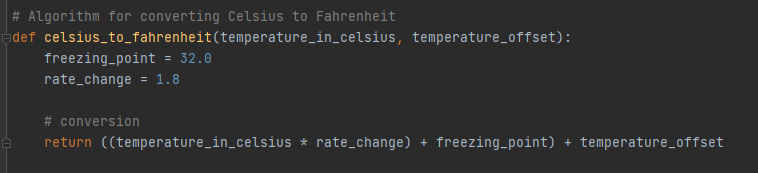 # Algorithm for converting Celsius to Fahrenheit
def celsius_to_fahrenheit(temperature_in_celsius, temperature_offset):
    freezing_point = 32.0
    rate_change = 1.8
    # conversion
    return ((temperature_in_celsius * rate_change) + freezing_point) + temperature_offset